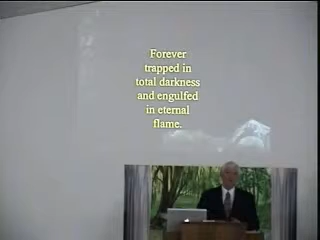 Forever
trapped in
total darkness
and engulfed
in eternal
flame.